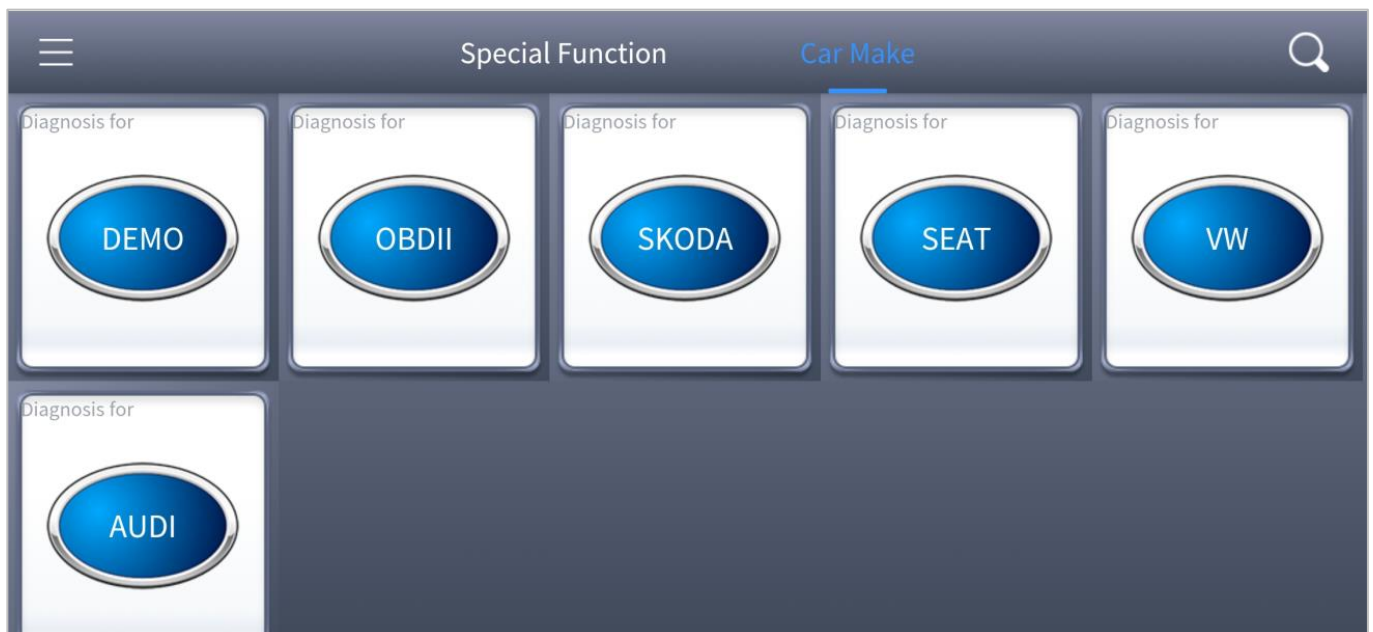 Special Function
Car Make
Diagnosis for
DEMO
Diagnosis for
OBDII
Diagnosis for
SKODA
Diagnosis for
SEAT
Diagnosis for
VW
Diagnosis for
AUDI